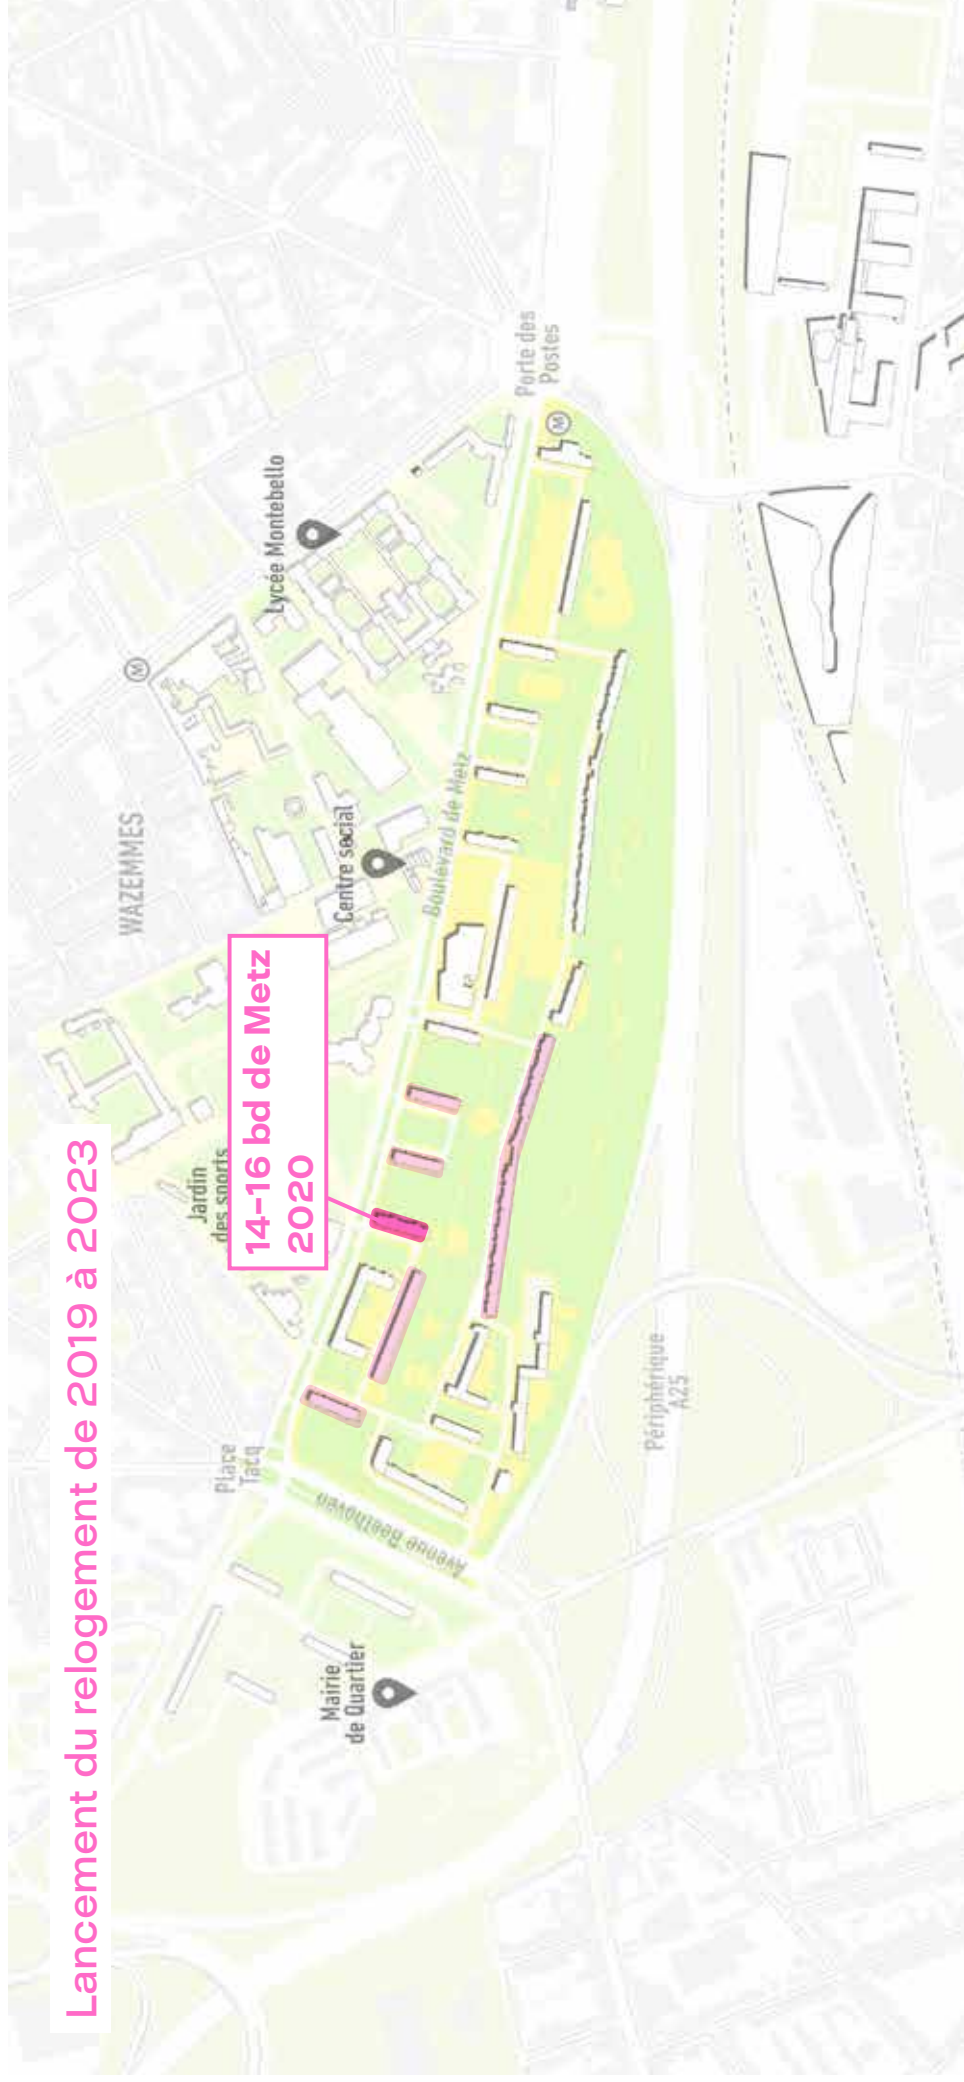 Lancement du relogement de 2019 à 2023
14-16 bd de Metz
2020
WAZEMMES
Jardin
des sports
Lycée Montebello
Centre social
Boulevard de Metz
Porte des
Postes
M
M
Place
Tacq
Avenue Beethoven
Mairie
de Quartier
Périphérique
A25